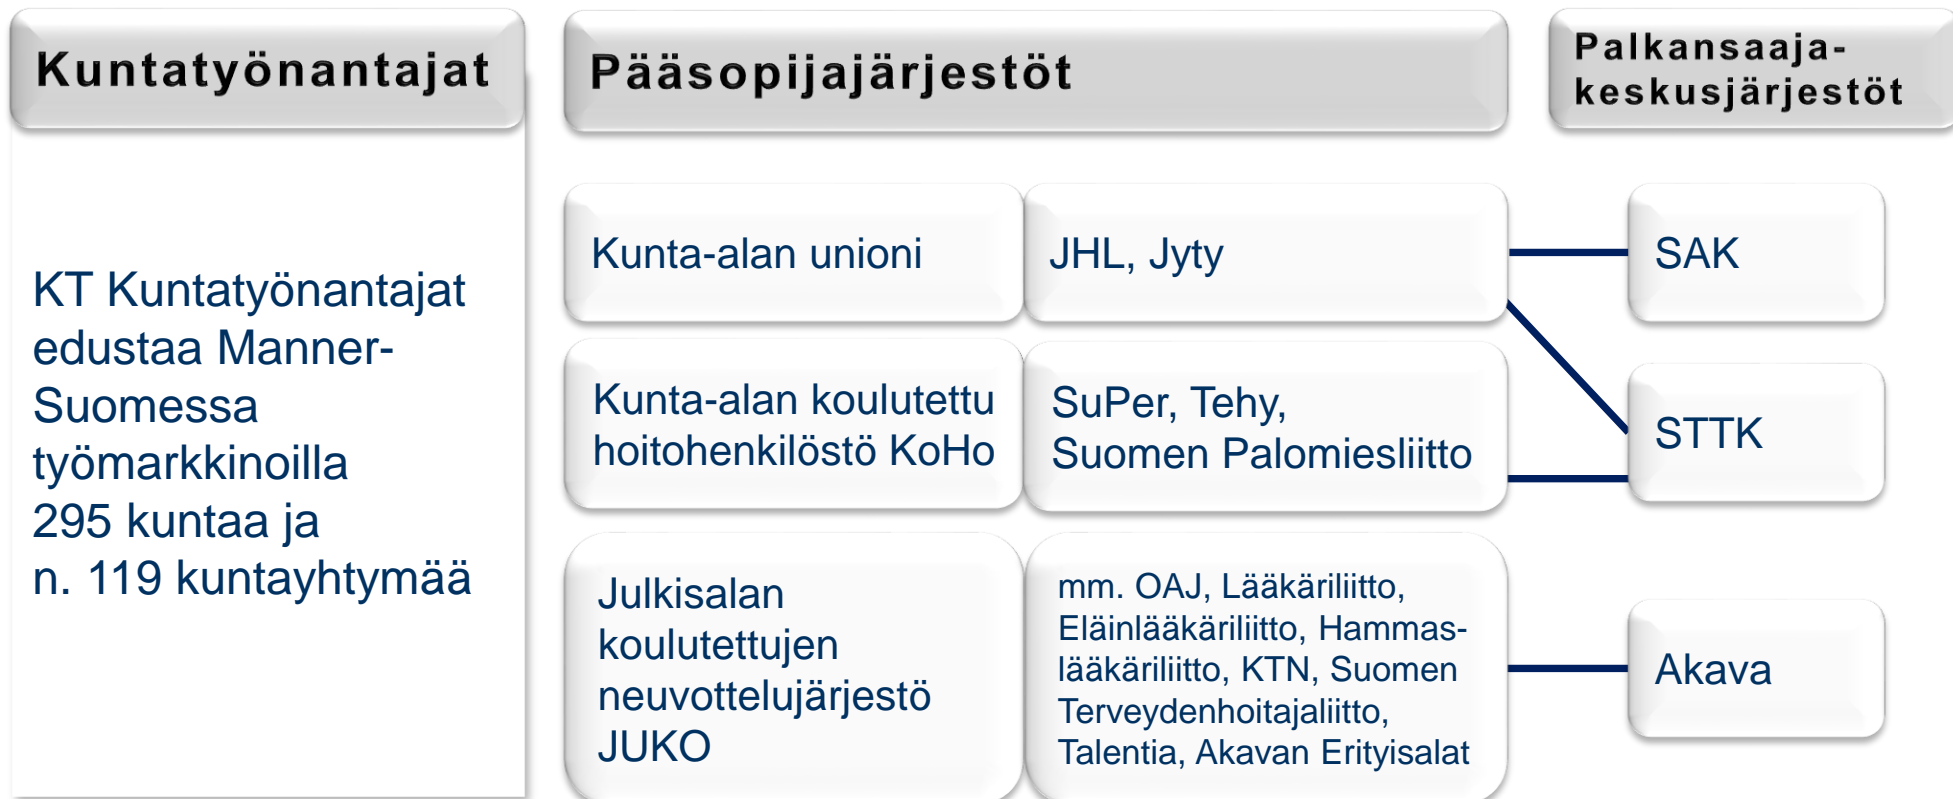 Kuntatyönantajat
KT Kuntatyönantajat
edustaa Manner-
Suomessa
työmarkkinoilla
295 kuntaa ja
n. 119 kuntayhtymää
Pääsopijajärjestöt
Kunta-alan unioni
JHL, Jyty
Kunta-alan koulutettu
hoitohenkilöstö KoHo
SuPer, Tehy,
Suomen Palomiesliitto
Julkisalan
koulutettujen
neuvottelujärjestö
JUKO
mm. OAJ, Lääkäriliitto,
Eläinlääkäriliitto, Hammas-
lääkäriliitto, KTN, Suomen
Terveydenhoitajaliitto,
Talentia, Akavan Erityisalat
Palkansaaja-
keskusjärjestöt
SAK
STTK
Akava